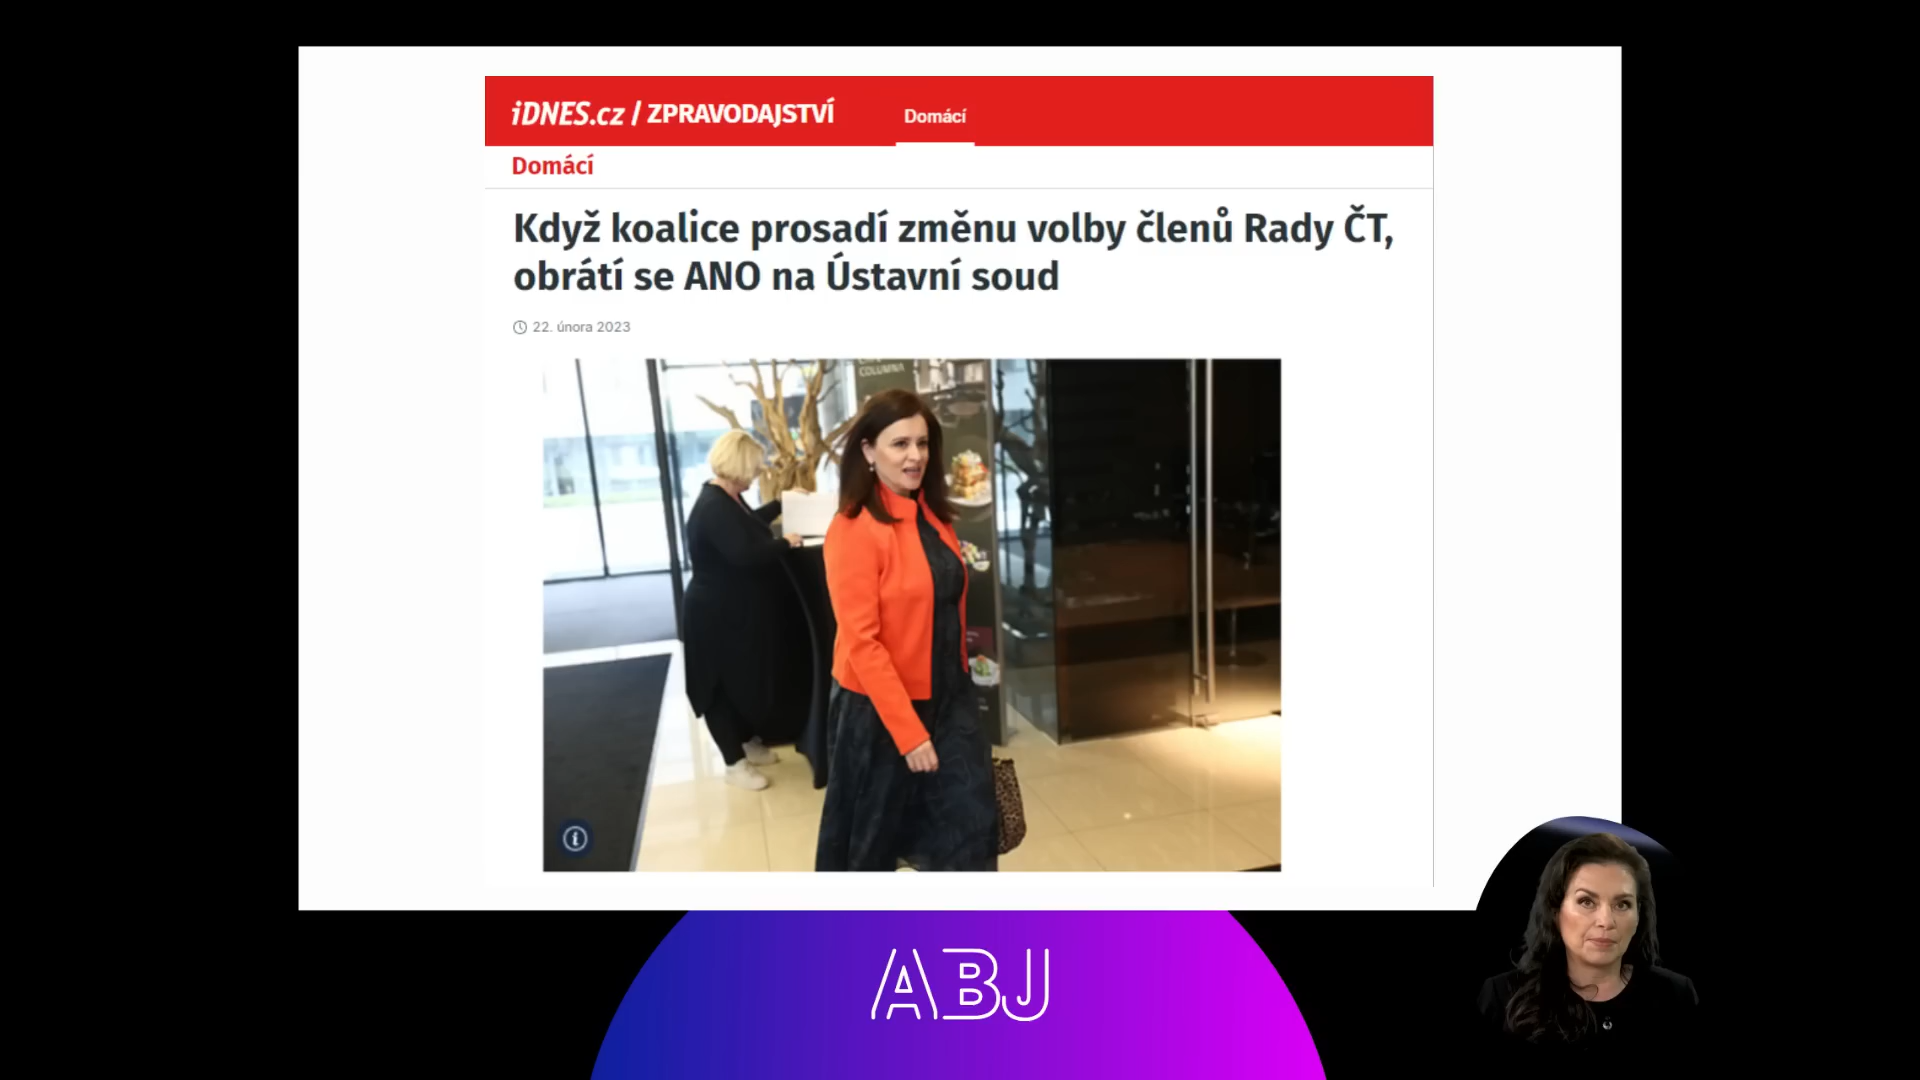 iDNES.cz / ZPRAVODAJSTVÍ
Domácí
Domácí
Když koalice prosadí změnu volby členů Rady ČT,
obrátí se ANO na Ústavní soud
22. února 2023
COLUMNA
i
ABJ